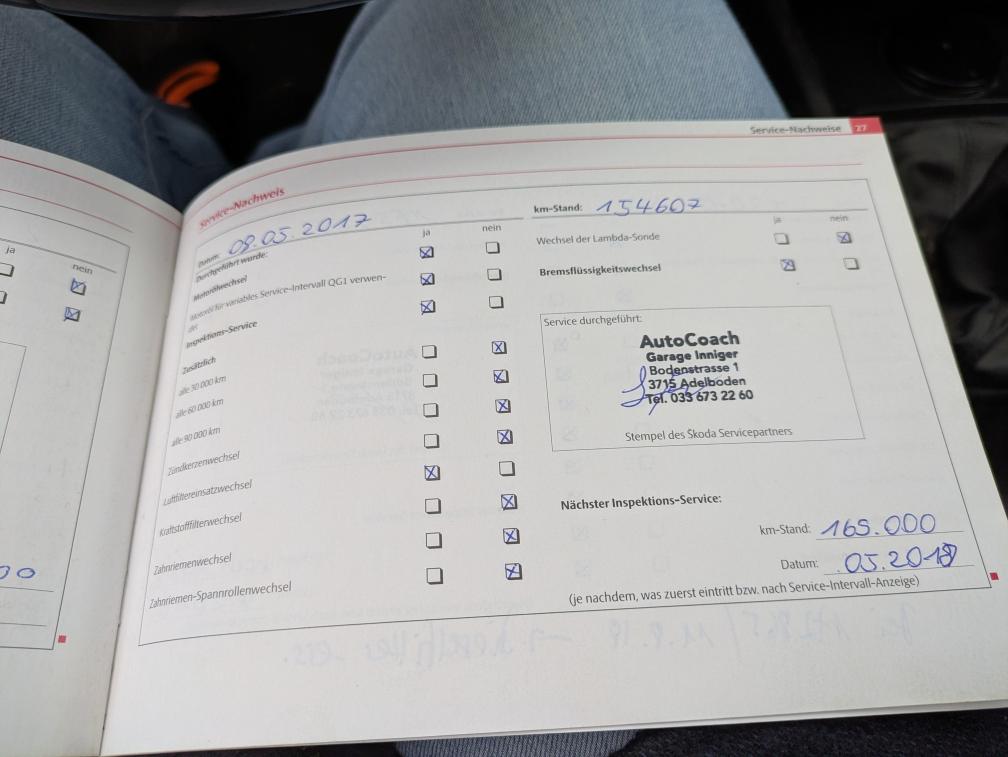 Service-Nachweise 27
ja
nein
00
Service-Nachweis
Datum: 09.05.2017
km-Stand: 154607
ja nein
Durchgeführt wurde:
Motorölwechsel
Motoröl für variables Service-Intervall QG1 verwen-
det
Inspektions-Service
Zusätzlich
alle 30 000 km
alle 60 000 km
alle 90 000 km
Zündkerzenwechsel
Luftfiltereinsatzwechsel
Kraftstofffilterwechsel
Zahnriemenwechsel
Zahnriemen-Spannrollenwechsel
ja nein
Wechsel der Lambda-Sonde
Bremsflüssigkeitswechsel
Service durchgeführt:
AutoCoach
Garage Inniger
Bodenstrasse 1
3715 Adelboden
Tel. 033 673 22 60
Stempel des Škoda Servicepartners
Nächster Inspektions-Service:
km-Stand: 165.000
Datum: 05.2018
(je nachdem, was zuerst eintritt bzw. nach Service-Intervall-Anzeige)